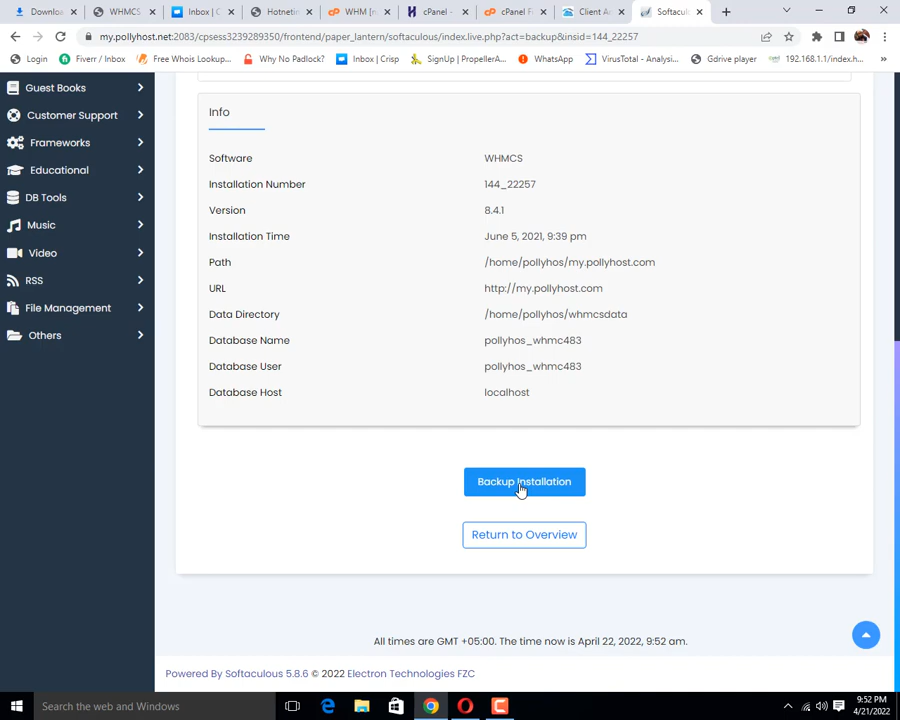 Downloa
WHMCS
Inbox | C
Hotnetin
WHM [n
cPanel -
cPanel F
Client A
Softacul
my.pollyhost.net:2083/cpsess3239289350/frontend/paper_lantern/softaculous/index.live.php?act=backup&insid=144_22257
Login
Fiverr / Inbox
Free Whois Lookup...
Why No Padlock?
Inbox | Crisp
SignUp | PropellerA...
WhatsApp
VirusTotal - Analysi...
Gdrive player
192.168.1.1/index.h...
Guest Books
Customer Support
Frameworks
Educational
DB Tools
Music
Video
RSS
File Management
Others
Info
Software WHMCS
Installation Number 144_22257
Version 8.4.1
Installation Time June 5, 2021, 9:39 pm
Path /home/pollyhos/my.pollyhost.com
URL http://my.pollyhost.com
Data Directory /home/pollyhos/whmcsdata
Database Name pollyhos_whmc483
Database User pollyhos_whmc483
Database Host localhost
Backup Installation
Return to Overview
All times are GMT +05:00. The time now is April 22, 2022, 9:52 am.
Powered By Softaculous 5.8.6 © 2022 Electron Technologies FZC
Search the web and Windows
9:52 PM
4/21/2022